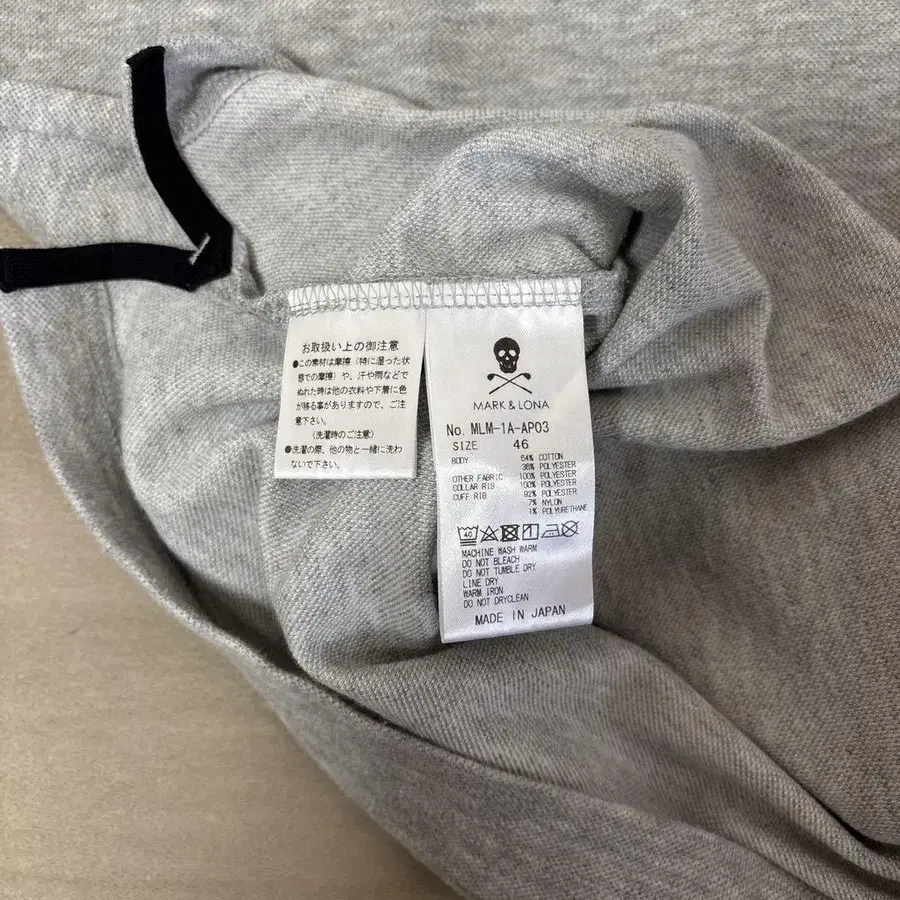 お取扱い上の御注意
●この素材は摩擦（特に湿った状
態での摩擦）や、汗や雨などで
ぬれた時は他の衣料や下着に色
が移る事がありますので、ご注
意下さい。
（洗濯時のご注意）
●洗濯の際、他の物と一緒に洗わ
ないで下さい。
MARK & LONA
No. MLM-1A-AP03
SIZE 46
BODY 64% COTTON
36% POLYESTER
OTHER FABRIC 100% POLYESTER
COLLAR RIB 100% POLYESTER
CUFF RIB 92% POLYESTER
7% NYLON
1% POLYURETHANE
40
MACHINE WASH WARM
DO NOT BLEACH
DO NOT TUMBLE DRY
LINE DRY
WARM IRON
DO NOT DRYCLEAN
MADE IN JAPAN